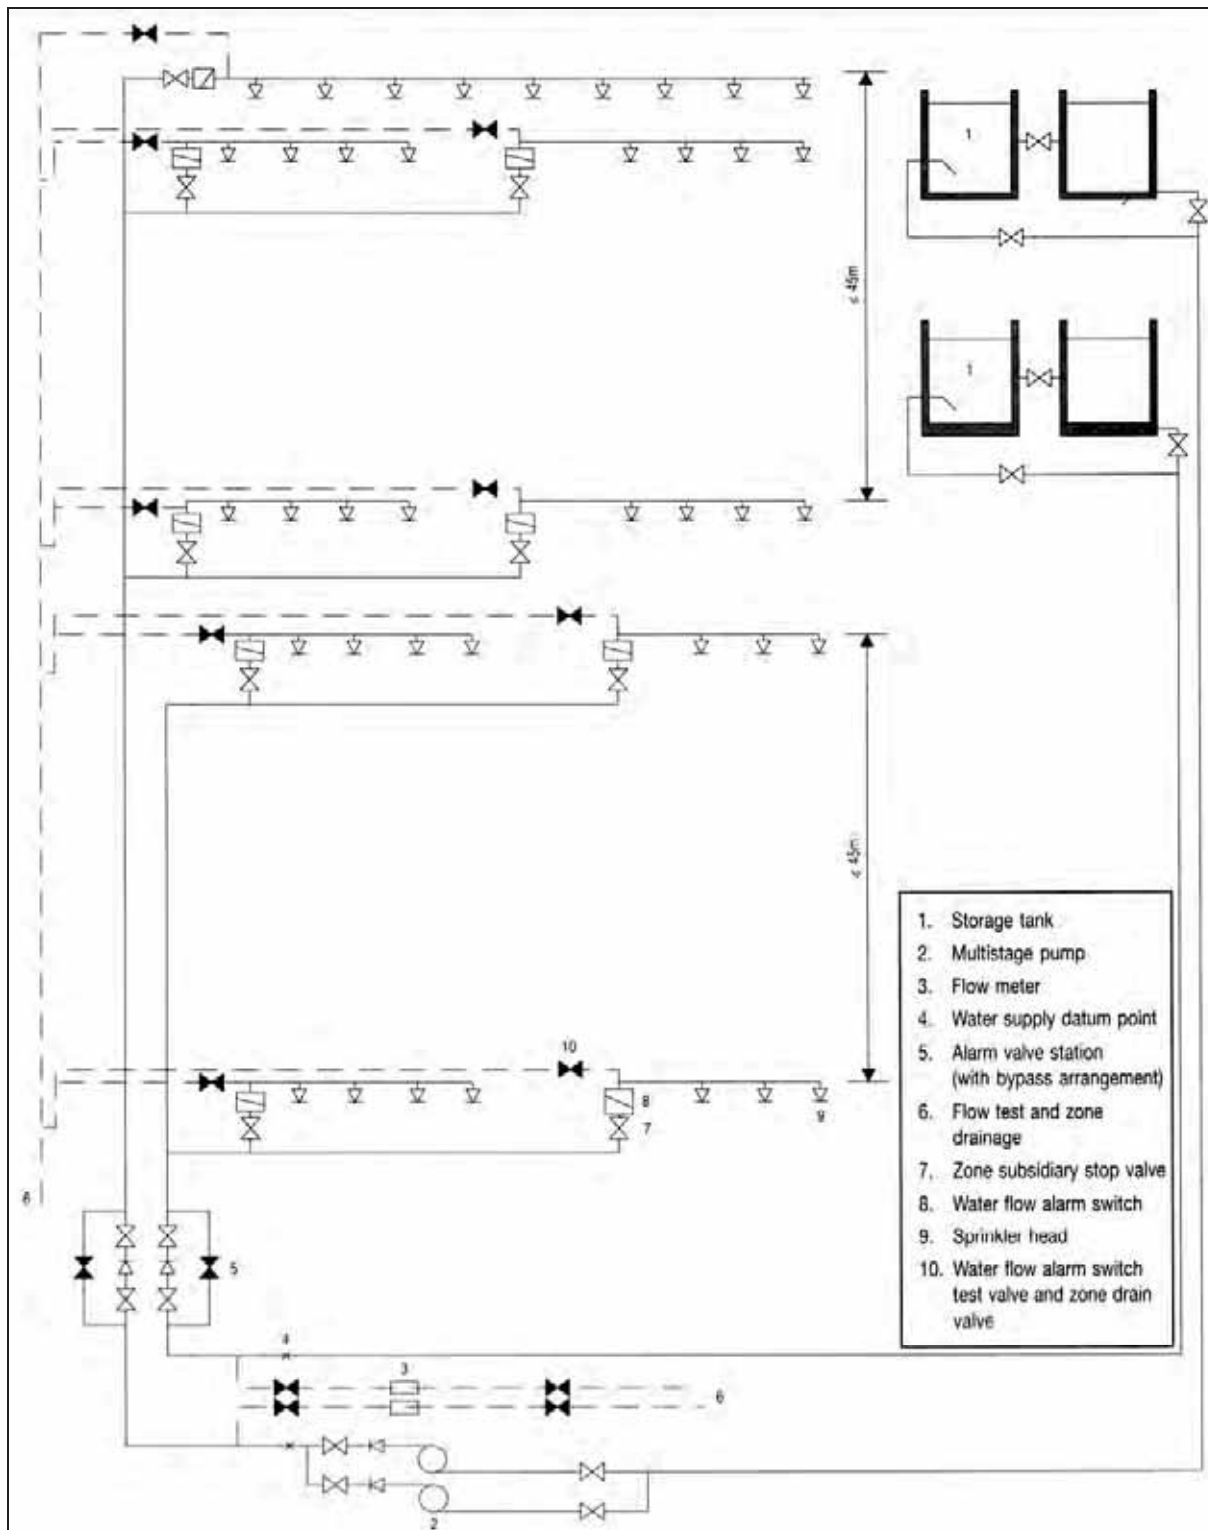 1
≤ 45m
1
≤ 45m
10
8
7
9
6
5
4
3
6
2
1. Storage tank
2. Multistage pump
3. Flow meter
4. Water supply datum point
5. Alarm valve station
(with bypass arrangement)
6. Flow test and zone
drainage
7. Zone subsidiary stop valve
8. Water flow alarm switch
9. Sprinkler head
10. Water flow alarm switch
test valve and zone drain
valve